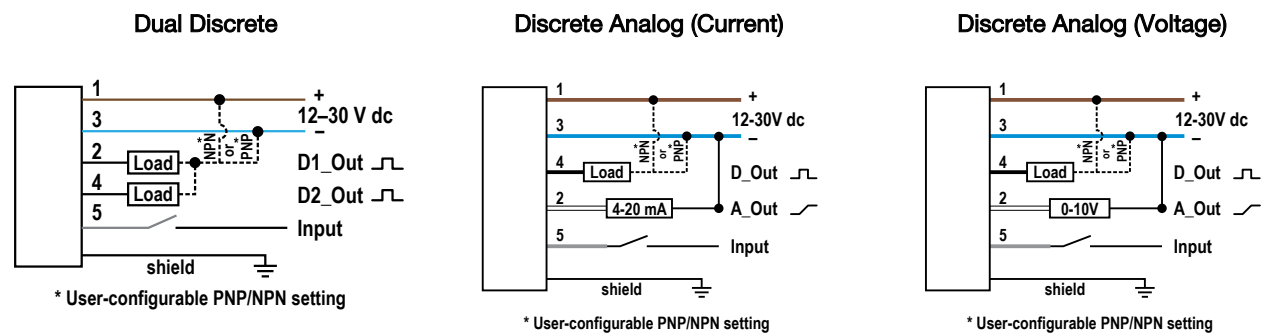 Dual Discrete
1
+
12–30 V dc
3
–
* NPN
or
* PNP
2
Load
D1_Out
4
Load
D2_Out
5
Input
shield
* User-configurable PNP/NPN setting
Discrete Analog (Current)
1
+
12-30V dc
3
–
* NPN
or
* PNP
4
Load
D_Out
2
4-20 mA
A_Out
5
Input
shield
* User-configurable PNP/NPN setting
Discrete Analog (Voltage)
1
+
12-30V dc
3
–
* NPN
or
* PNP
4
Load
D_Out
2
0-10V
A_Out
5
Input
shield
* User-configurable PNP/NPN setting